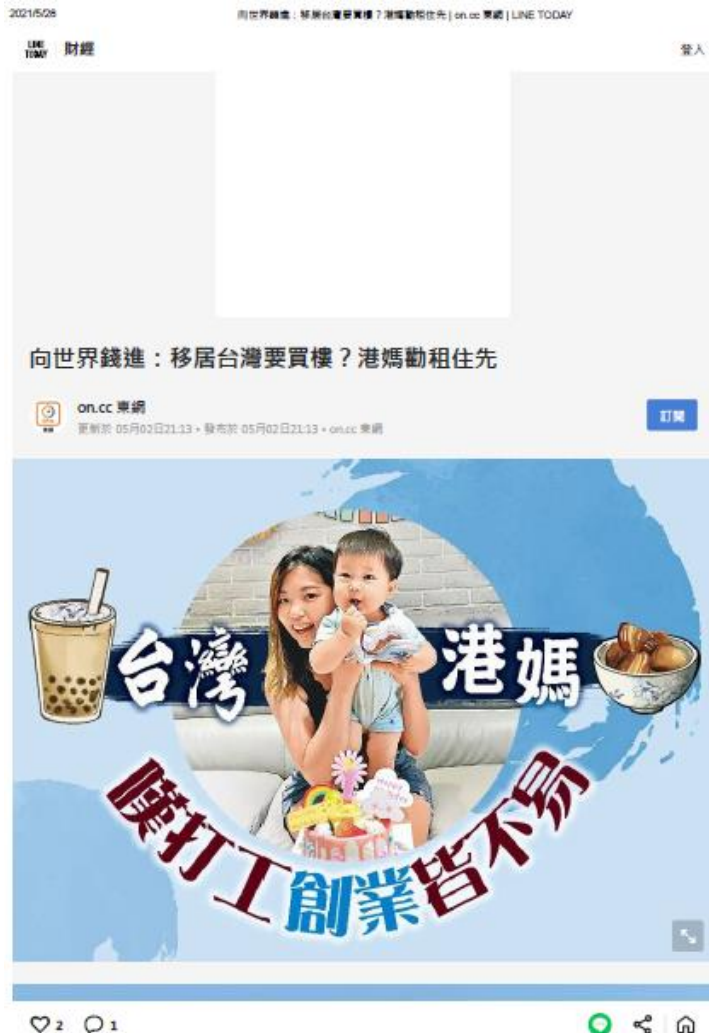 2021/5/28
向世界錢進：移居台灣要買樓？港媽勸租住先 | on.cc 東網 | LINE TODAY
LINE TODAY 財經
登入
向世界錢進：移居台灣要買樓？港媽勸租住先
on.cc 東網
訂閱
更新於 05月02日21:13 • 發布於 05月02日21:13 • on.cc 東網
台灣 港媽
嘆打工創業皆不易
2 1